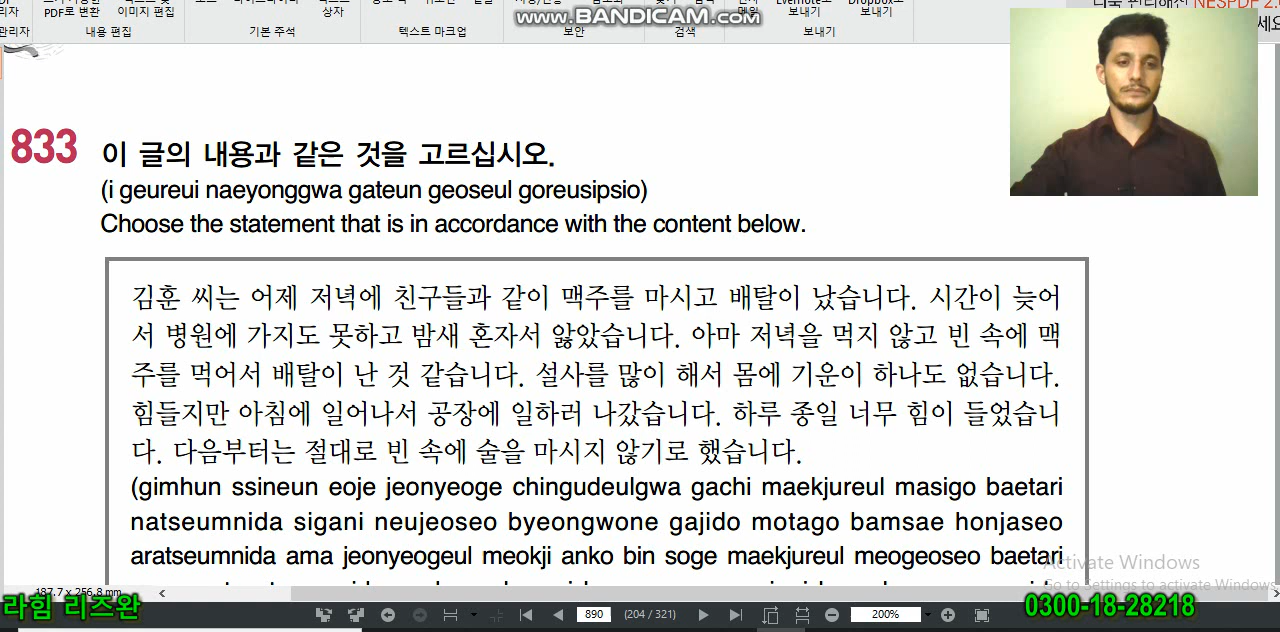 PDF로 변환
이미지 편집
관리자
내용 편집
기본 주석
상자
텍스트 마크업
보안
검색
보내기
보내기
보내기
www.BANDICAM.com
833
이 글의 내용과 같은 것을 고르십시오.
(i geureui naeyonggwa gateun geoseul goreusipsio)
Choose the statement that is in accordance with the content below.
김훈 씨는 어제 저녁에 친구들과 같이 맥주를 마시고 배탈이 났습니다. 시간이 늦어
서 병원에 가지도 못하고 밤새 혼자서 앓았습니다. 아마 저녁을 먹지 않고 빈 속에 맥
주를 먹어서 배탈이 난 것 같습니다. 설사를 많이 해서 몸에 기운이 하나도 없습니다.
힘들지만 아침에 일어나서 공장에 일하러 나갔습니다. 하루 종일 너무 힘이 들었습니
다. 다음부터는 절대로 빈 속에 술을 마시지 않기로 했습니다.
(gimhun ssineun eoje jeonyeoge chingudeulgwa gachi maekjureul masigo baetari
natseumnida sigani neujeoseo byeongwone gajido motago bamsae honjaseo
aratseumnida ama jeonyeogeul meokji anko bin soge maekjureul meogeoseo baetari
Activate Windows
Go to Settings to activate Windows
187.7 x 256.8 mm
라힘 리즈완
890
(204 / 321)
200%
0300-18-28218